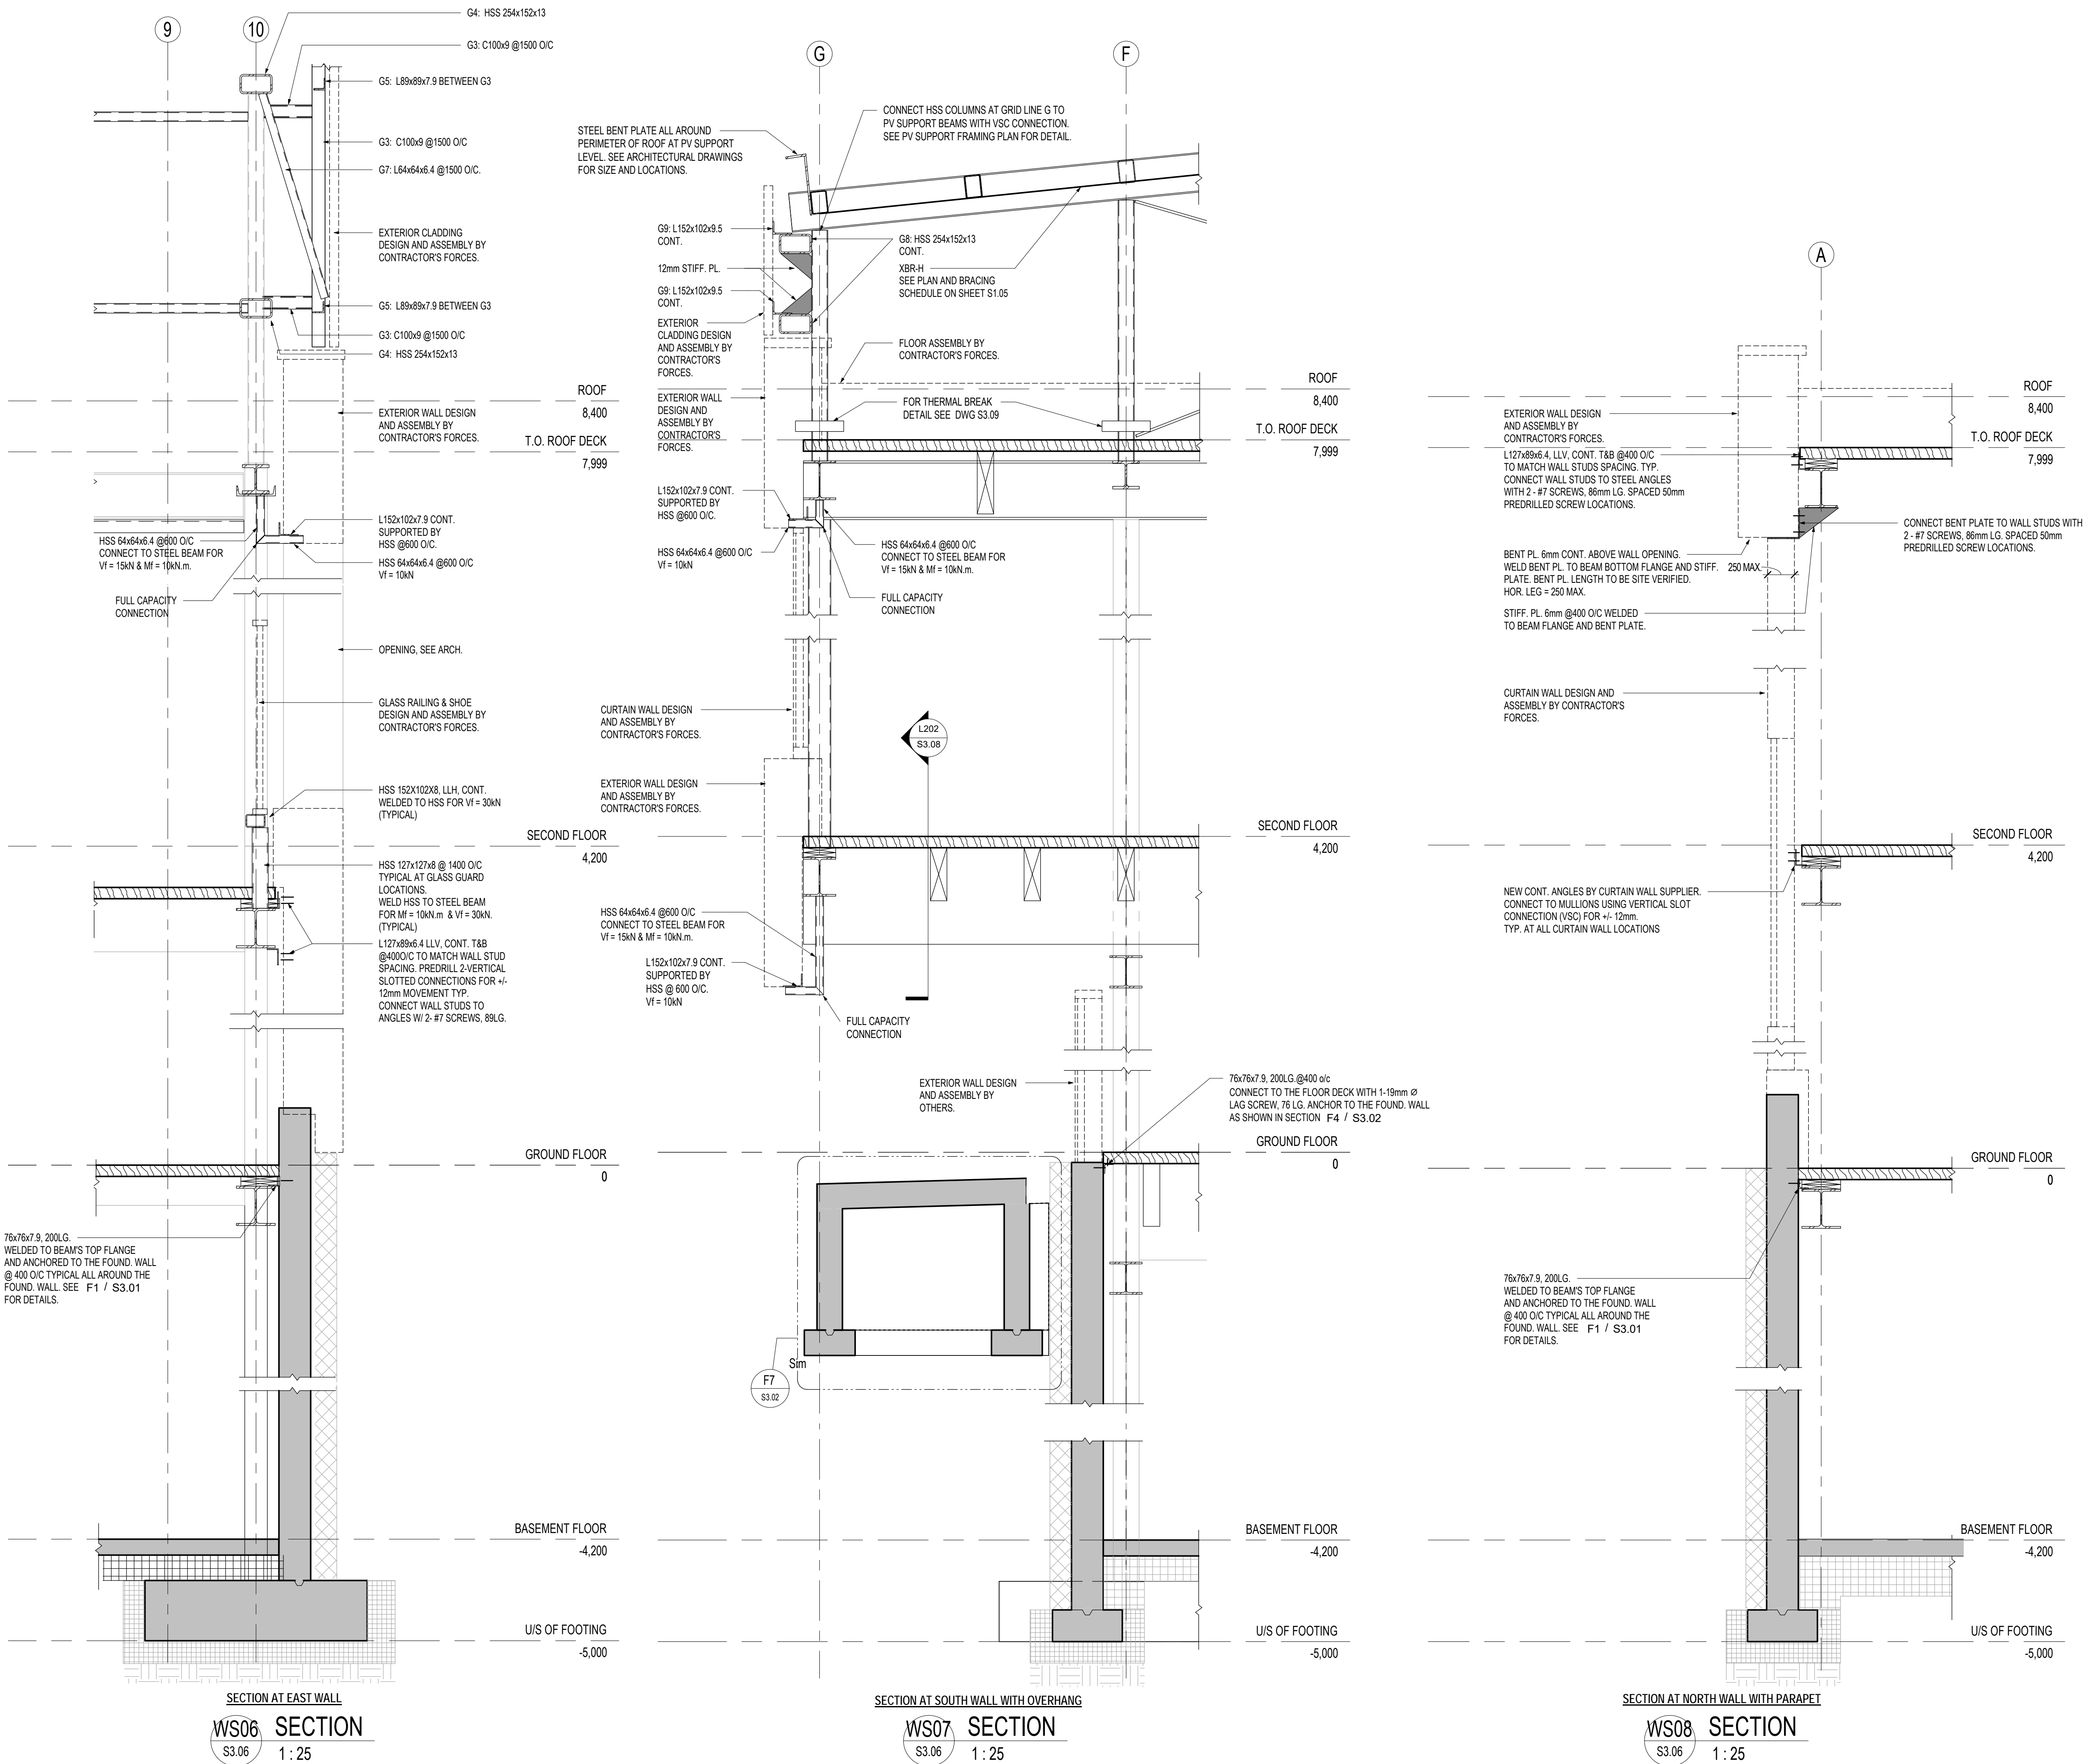 9
10
G4: HSS 254x152x13
G3: C100x9 @1500 O/C
G5: L89x89x7.9 BETWEEN G3
G3: C100x9 @1500 O/C
G7: L64x64x6.4 @1500 O/C.
EXTERIOR CLADDING
DESIGN AND ASSEMBLY BY
CONTRACTOR'S FORCES.
G5: L89x89x7.9 BETWEEN G3
G3: C100x9 @1500 O/C
G4: HSS 254x152x13
ROOF
8,400
EXTERIOR WALL DESIGN
AND ASSEMBLY BY
CONTRACTOR'S FORCES.
T.O. ROOF DECK
7,999
L152x102x7.9 CONT.
SUPPORTED BY
HSS @600 O/C.
HSS 64x64x6.4 @600 O/C
CONNECT TO STEEL BEAM FOR
Vf = 15kN & Mf = 10kN.m.
HSS 64x64x6.4 @600 O/C
Vf = 10kN
FULL CAPACITY
CONNECTION
OPENING, SEE ARCH.
GLASS RAILING & SHOE
DESIGN AND ASSEMBLY BY
CONTRACTOR'S FORCES.
HSS 152X102X8, LLH, CONT.
WELDED TO HSS FOR Vf = 30kN
(TYPICAL)
SECOND FLOOR
4,200
HSS 127x127x8 @ 1400 O/C
TYPICAL AT GLASS GUARD
LOCATIONS.
WELD HSS TO STEEL BEAM
FOR Mf = 10kN.m & Vf = 30kN.
(TYPICAL)
L127x89x6.4 LLV, CONT. T&B
@400O/C TO MATCH WALL STUD
SPACING. PREDRILL 2-VERTICAL
SLOTTED CONNECTIONS FOR +/-
12mm MOVEMENT TYP.
CONNECT WALL STUDS TO
ANGLES W/ 2- #7 SCREWS, 89LG.
GROUND FLOOR
0
76x76x7.9, 200LG.
WELDED TO BEAM'S TOP FLANGE
AND ANCHORED TO THE FOUND. WALL
@ 400 O/C TYPICAL ALL AROUND THE
FOUND. WALL. SEE F1 / S3.01
FOR DETAILS.
BASEMENT FLOOR
-4,200
U/S OF FOOTING
-5,000
SECTION AT EAST WALL
WS06 SECTION
S3.06 1 : 25
G
F
CONNECT HSS COLUMNS AT GRID LINE G TO
PV SUPPORT BEAMS WITH VSC CONNECTION.
SEE PV SUPPORT FRAMING PLAN FOR DETAIL.
STEEL BENT PLATE ALL AROUND
PERIMETER OF ROOF AT PV SUPPORT
LEVEL. SEE ARCHITECTURAL DRAWINGS
FOR SIZE AND LOCATIONS.
G9: L152x102x9.5
CONT.
G8: HSS 254x152x13
CONT.
12mm STIFF. PL.
XBR-H
SEE PLAN AND BRACING
SCHEDULE ON SHEET S1.05
G9: L152x102x9.5
CONT.
EXTERIOR
CLADDING DESIGN
AND ASSEMBLY BY
CONTRACTOR'S
FORCES.
FLOOR ASSEMBLY BY
CONTRACTOR'S FORCES.
ROOF
8,400
EXTERIOR WALL
DESIGN AND
ASSEMBLY BY
CONTRACTOR'S
FORCES.
FOR THERMAL BREAK
DETAIL SEE DWG S3.09
T.O. ROOF DECK
7,999
L152x102x7.9 CONT.
SUPPORTED BY
HSS @600 O/C.
HSS 64x64x6.4 @600 O/C
Vf = 10kN
HSS 64x64x6.4 @600 O/C
CONNECT TO STEEL BEAM FOR
Vf = 15kN & Mf = 10kN.m.
FULL CAPACITY
CONNECTION
CURTAIN WALL DESIGN
AND ASSEMBLY BY
CONTRACTOR'S FORCES.
L202
S3.08
EXTERIOR WALL DESIGN
AND ASSEMBLY BY
CONTRACTOR'S FORCES.
SECOND FLOOR
4,200
HSS 64x64x6.4 @600 O/C
CONNECT TO STEEL BEAM FOR
Vf = 15kN & Mf = 10kN.m.
L152x102x7.9 CONT.
SUPPORTED BY
HSS @ 600 O/C.
Vf = 10kN
FULL CAPACITY
CONNECTION
EXTERIOR WALL DESIGN
AND ASSEMBLY BY
OTHERS.
76x76x7.9, 200LG.@400 o/c
CONNECT TO THE FLOOR DECK WITH 1-19mm Ø
LAG SCREW, 76 LG. ANCHOR TO THE FOUND. WALL
AS SHOWN IN SECTION F4 / S3.02
GROUND FLOOR
0
Sim
F7
S3.02
BASEMENT FLOOR
-4,200
U/S OF FOOTING
-5,000
SECTION AT SOUTH WALL WITH OVERHANG
WS07 SECTION
S3.06 1 : 25
A
ROOF
8,400
EXTERIOR WALL DESIGN
AND ASSEMBLY BY
CONTRACTOR'S FORCES.
T.O. ROOF DECK
7,999
L127x89x6.4, LLV, CONT. T&B @400 O/C
TO MATCH WALL STUDS SPACING. TYP.
CONNECT WALL STUDS TO STEEL ANGLES
WITH 2 - #7 SCREWS, 86mm LG. SPACED 50mm
PREDRILLED SCREW LOCATIONS.
CONNECT BENT PLATE TO WALL STUDS WITH
2 - #7 SCREWS, 86mm LG. SPACED 50mm
PREDRILLED SCREW LOCATIONS.
BENT PL. 6mm CONT. ABOVE WALL OPENING.
WELD BENT PL. TO BEAM BOTTOM FLANGE AND STIFF.
PLATE. BENT PL. LENGTH TO BE SITE VERIFIED.
HOR. LEG = 250 MAX.
250 MAX.
STIFF. PL. 6mm @400 O/C WELDED
TO BEAM FLANGE AND BENT PLATE.
CURTAIN WALL DESIGN AND
ASSEMBLY BY CONTRACTOR'S
FORCES.
SECOND FLOOR
4,200
NEW CONT. ANGLES BY CURTAIN WALL SUPPLIER.
CONNECT TO MULLIONS USING VERTICAL SLOT
CONNECTION (VSC) FOR +/- 12mm.
TYP. AT ALL CURTAIN WALL LOCATIONS
GROUND FLOOR
0
76x76x7.9, 200LG.
WELDED TO BEAM'S TOP FLANGE
AND ANCHORED TO THE FOUND. WALL
@ 400 O/C TYPICAL ALL AROUND THE
FOUND. WALL. SEE F1 / S3.01
FOR DETAILS.
BASEMENT FLOOR
-4,200
U/S OF FOOTING
-5,000
SECTION AT NORTH WALL WITH PARAPET
WS08 SECTION
S3.06 1 : 25